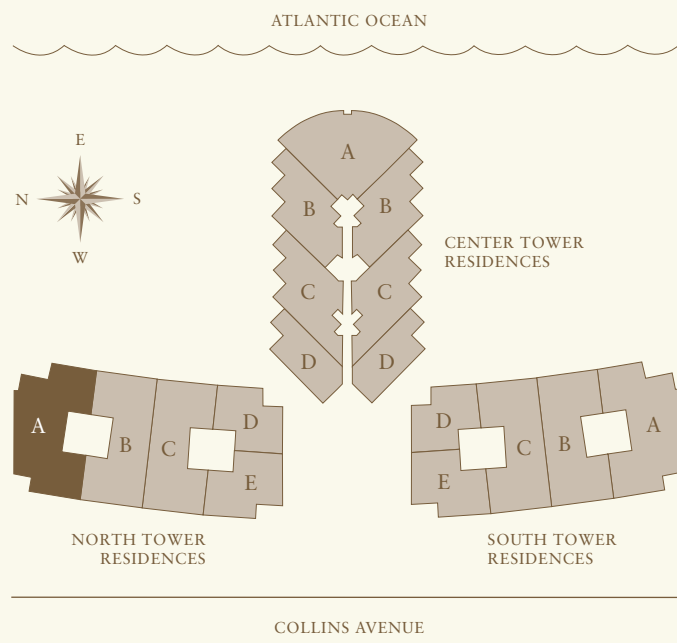 ATLANTIC OCEAN
E
N
S
W
A
B
B
CENTER TOWER
RESIDENCES
C
C
D
D
A
B
C
D
E
D
E
C
B
A
NORTH TOWER
RESIDENCES
SOUTH TOWER
RESIDENCES
COLLINS AVENUE